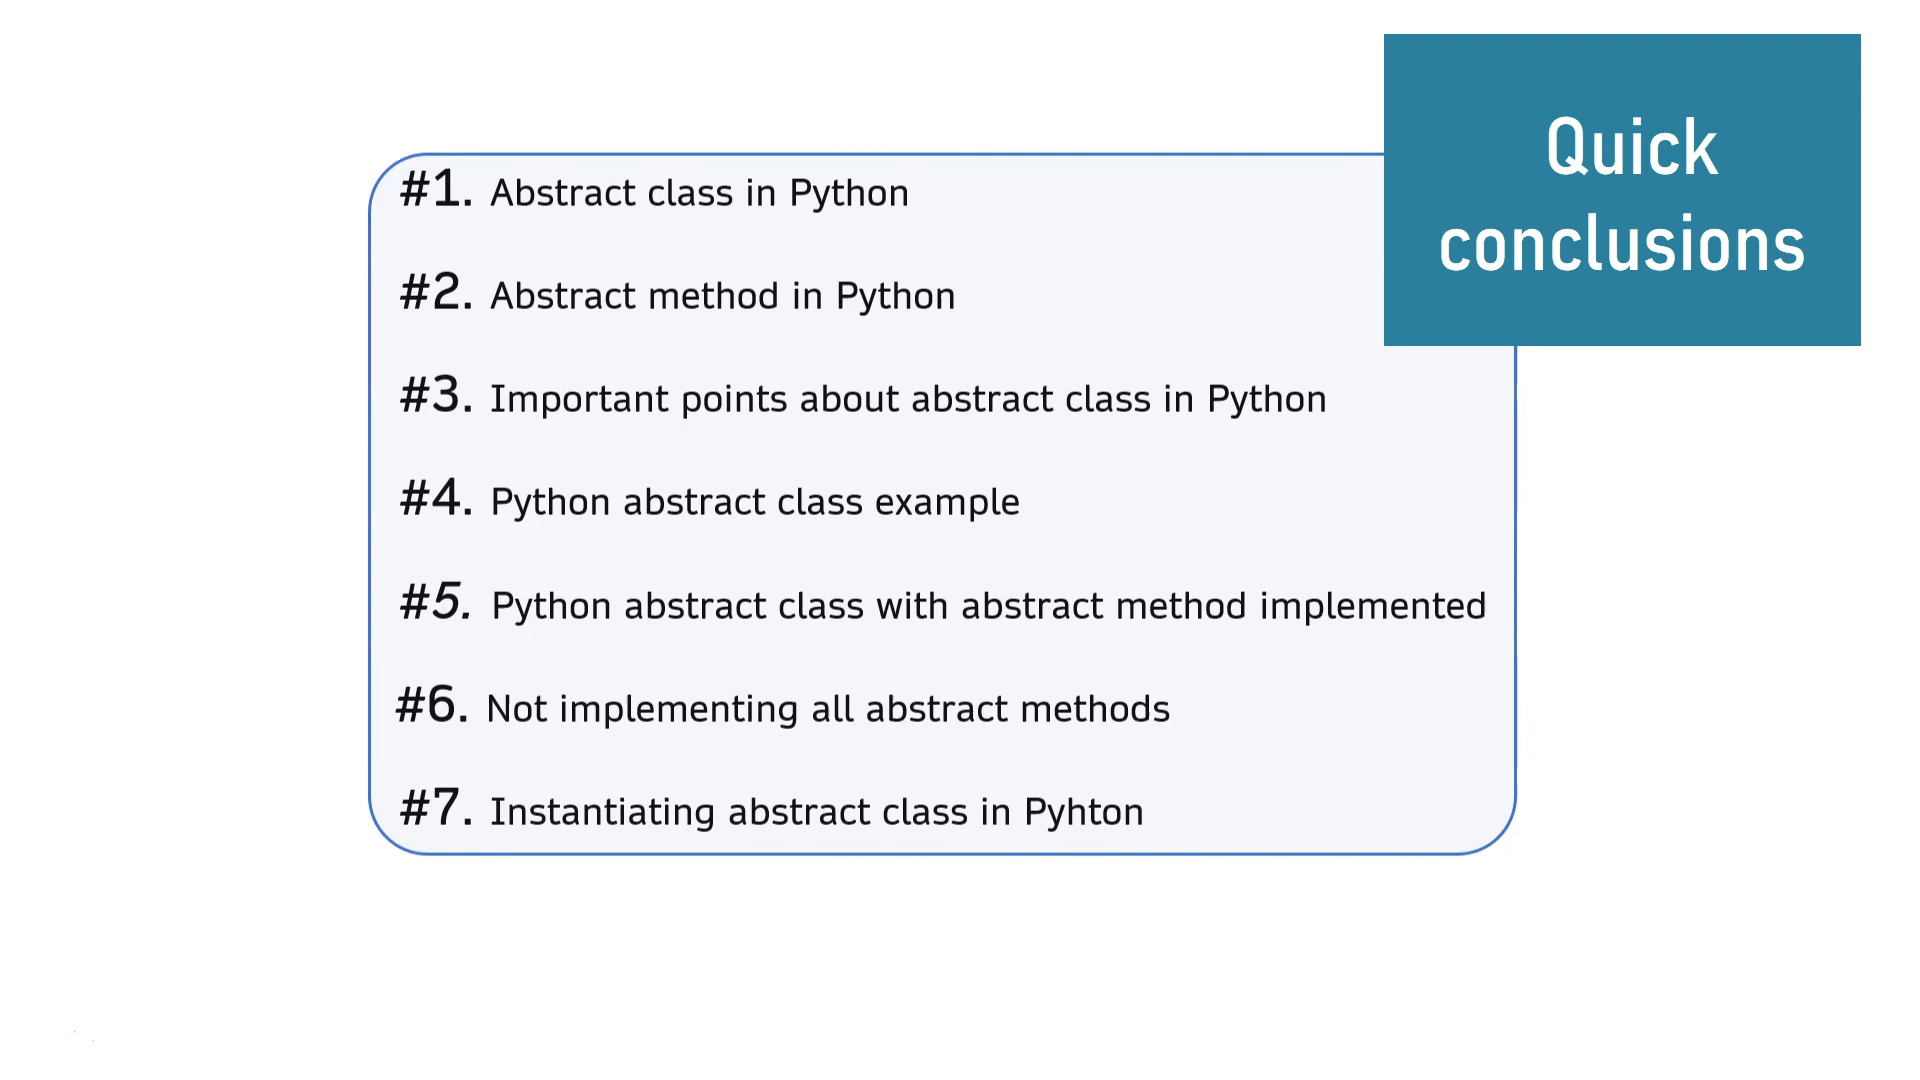 Quick
conclusions
#1. Abstract class in Python
#2. Abstract method in Python
#3. Important points about abstract class in Python
#4. Python abstract class example
#5. Python abstract class with abstract method implemented
#6. Not implementing all abstract methods
#7. Instantiating abstract class in Pyhton